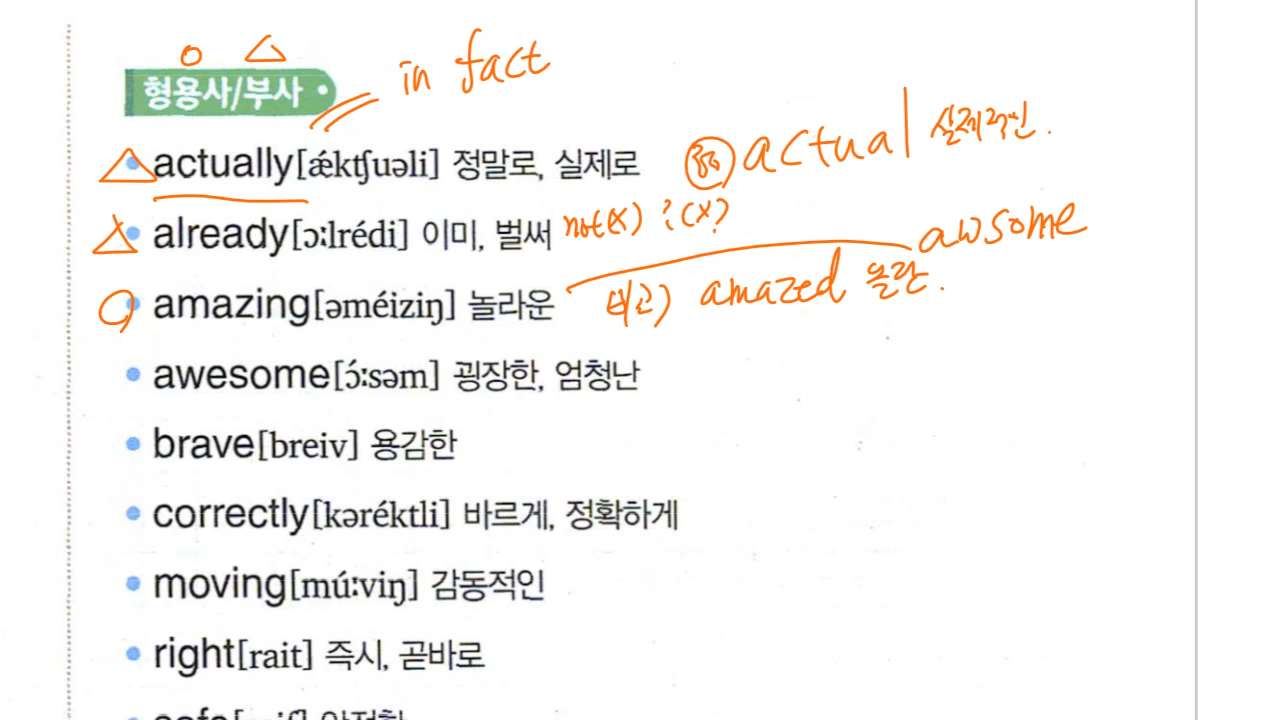 ○ △
형용사/부사
in fact
△ actually[ǽktʃuəli] 정말로, 실제로 형 actual 실제적인.
△ already[ɔːlrédi] 이미, 벌써 not(x) ?(x)?
awsome
○ amazing[əméiziŋ] 놀라운 비교) amazed 놀란.
awesome[ɔ́ːsəm] 굉장한, 엄청난
brave[breiv] 용감한
correctly[kəréktli] 바르게, 정확하게
moving[múːviŋ] 감동적인
right[rait] 즉시, 곧바로